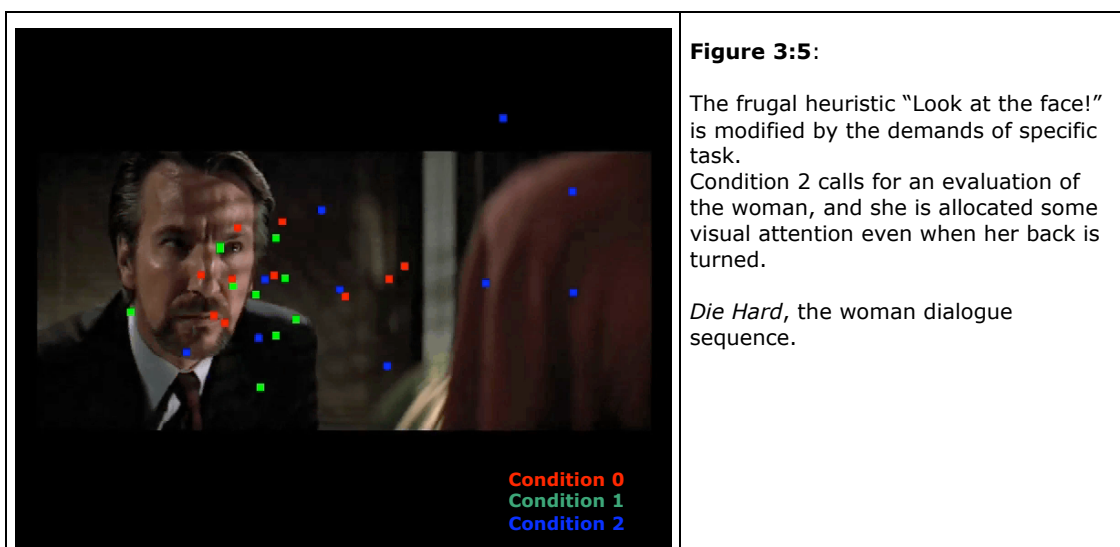 Condition 0
Condition 1
Condition 2
Figure 3:5:
The frugal heuristic “Look at the face!”
is modified by the demands of specific
task.
Condition 2 calls for an evaluation of
the woman, and she is allocated some
visual attention even when her back is
turned.
Die Hard, the woman dialogue
sequence.